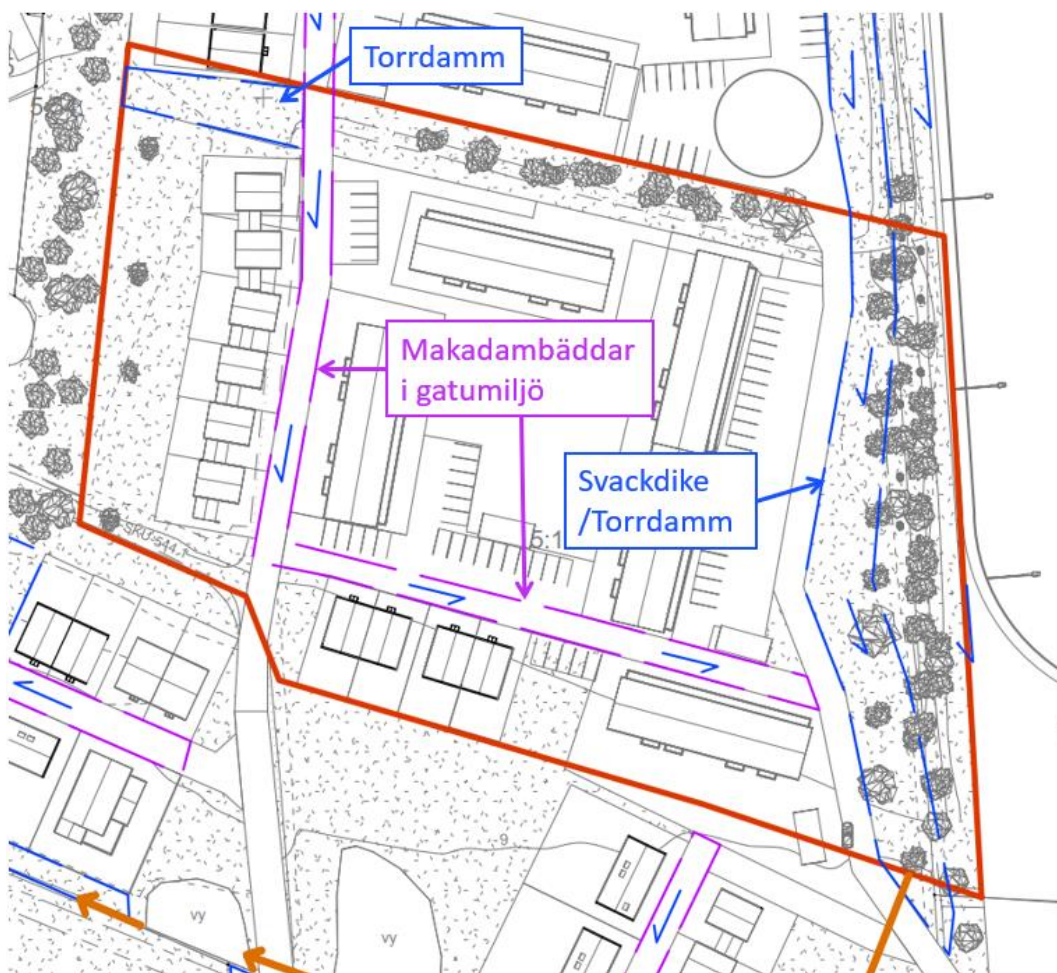 Torrdamm
Makadambäddar
i gatumiljö
Svackdike
/Torrdamm
5:1
9
vy
vy